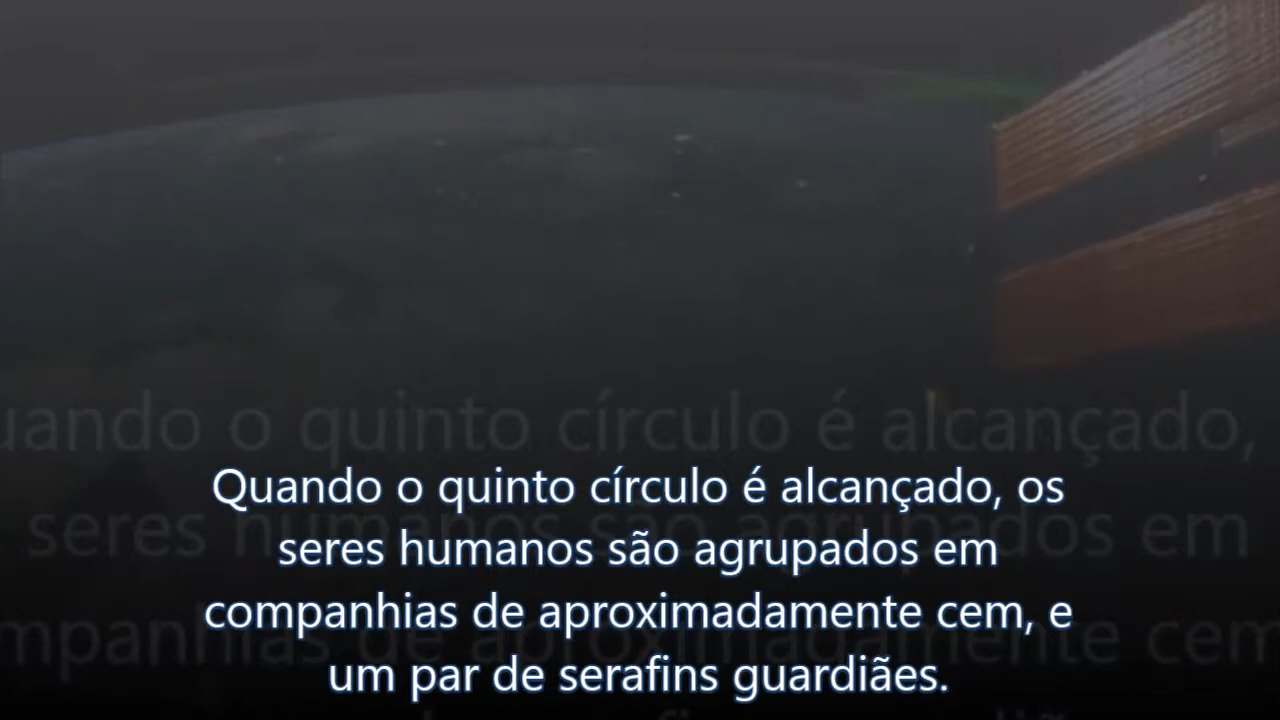 Quando o quinto círculo é alcançado, os
seres humanos são agrupados em
companhias de aproximadamente cem, e
um par de serafins guardiães.